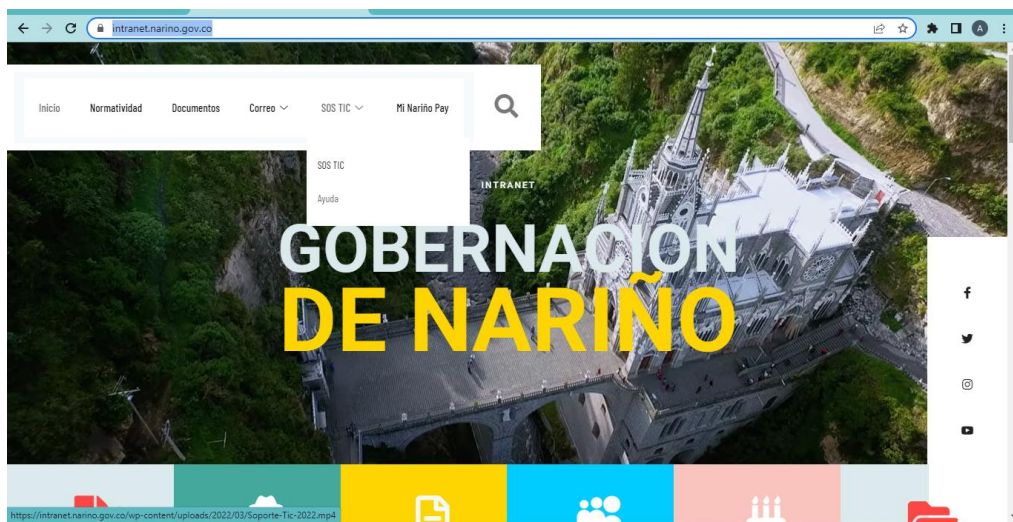 intranet.narino.gov.co
A
Inicio Normatividad Documentos Correo SOS TIC Mi Nariño Pay
SOS TIC
Ayuda
INTRANET
GOBERNACION
DE NARIÑO
https://intranet.narino.gov.co/wp-content/uploads/2022/03/Soporte-Tic-2022.mp4